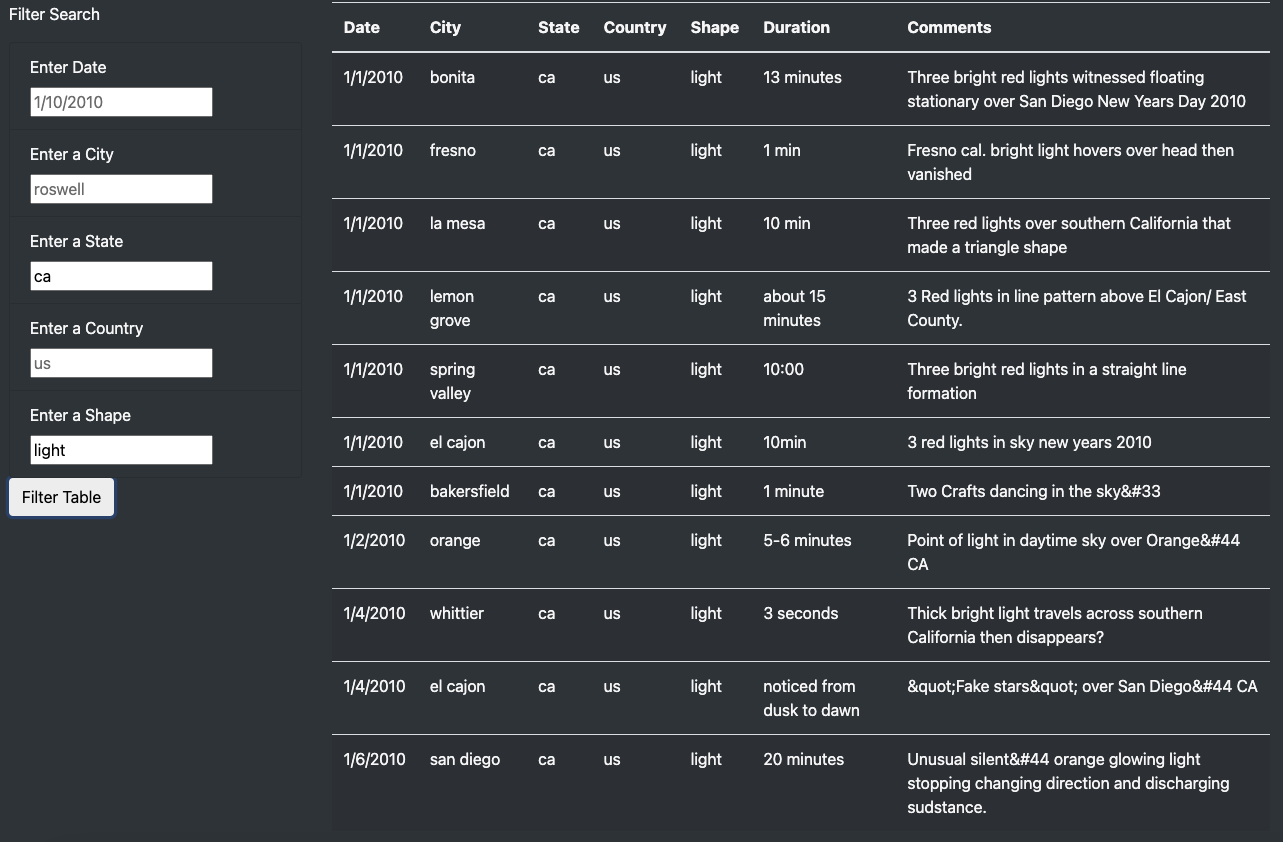 Filter Search
Enter Date
1/10/2010
Enter a City
roswell
Enter a State
ca
Enter a Country
us
Enter a Shape
light
Filter Table
Date City State Country Shape Duration Comments
1/1/2010 bonita ca us light 13 minutes Three bright red lights witnessed floating
stationary over San Diego New Years Day 2010
1/1/2010 fresno ca us light 1 min Fresno cal. bright light hovers over head then
vanished
1/1/2010 la mesa ca us light 10 min Three red lights over southern California that
made a triangle shape
1/1/2010 lemon ca us light about 15 3 Red lights in line pattern above El Cajon/ East
grove minutes County.
1/1/2010 spring ca us light 10:00 Three bright red lights in a straight line
valley formation
1/1/2010 el cajon ca us light 10min 3 red lights in sky new years 2010
1/1/2010 bakersfield ca us light 1 minute Two Crafts dancing in the sky&#33
1/2/2010 orange ca us light 5-6 minutes Point of light in daytime sky over Orange&#44
CA
1/4/2010 whittier ca us light 3 seconds Thick bright light travels across southern
California then disappears?
1/4/2010 el cajon ca us light noticed from &quot;Fake stars&quot; over San Diego&#44 CA
dusk to dawn
1/6/2010 san diego ca us light 20 minutes Unusual silent&#44 orange glowing light
stopping changing direction and discharging
sudstance.